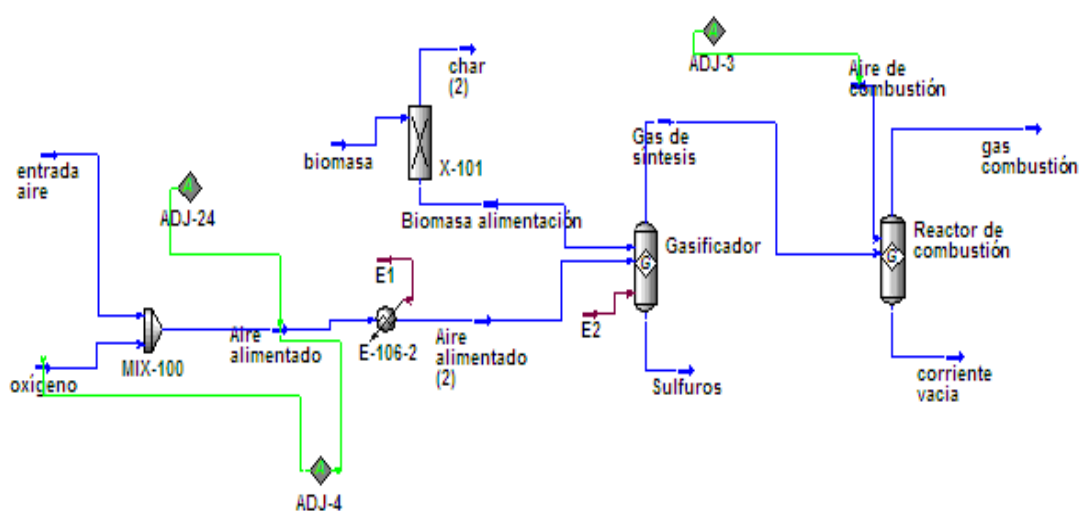 ADJ-3
Aire de
combustión
char
(2)
biomasa
X-101
Gas de
síntesis
gas
combustión
entrada
aire
ADJ-24
Biomasa alimentación
Gasificador
Reactor de
combustión
E1
E2
Aire
alimentado
E-106-2
Aire
alimentado
(2)
MIX-100
oxígeno
Sulfuros
corriente
vacia
ADJ-4
A
A
A
G
G